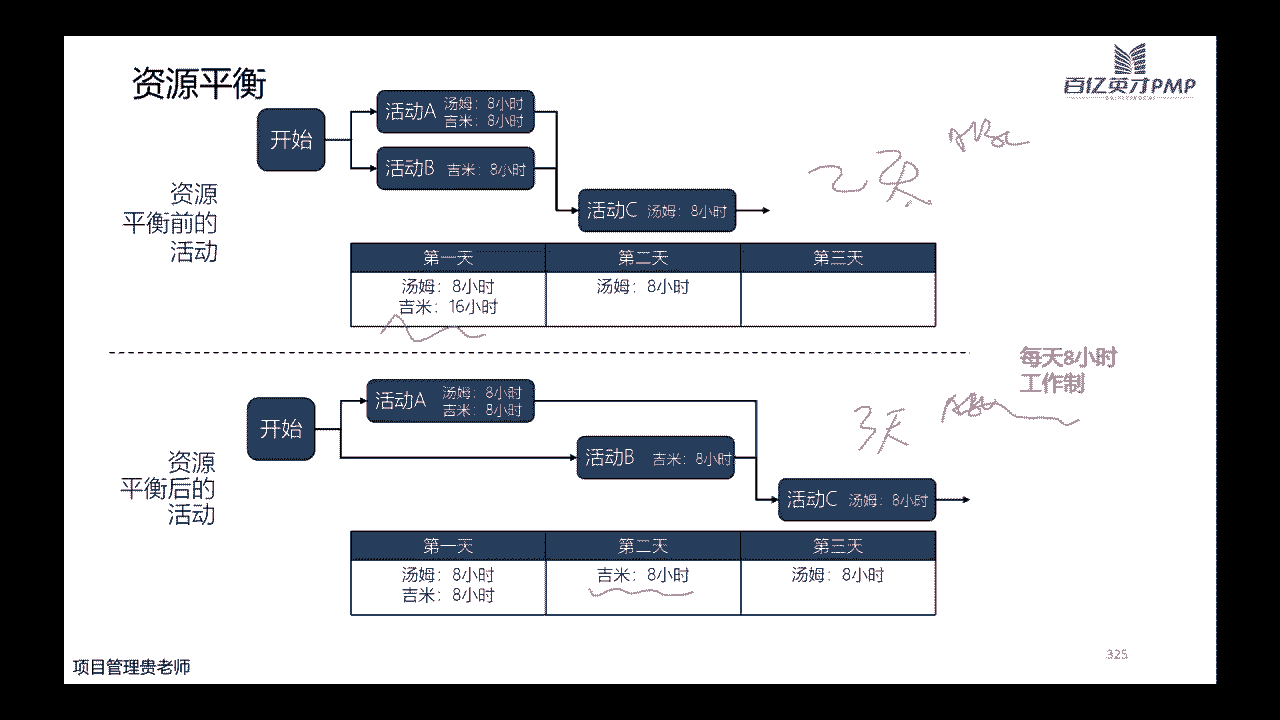 资源平衡
百亿英才PMP
开始
活动A
汤姆：8小时
吉米：8小时
活动B 吉米：8小时
活动C 汤姆：8小时
2天
资源
平衡前的
活动
第一天 第二天 第三天
汤姆：8小时 汤姆：8小时
吉米：16小时
每天8小时
工作制
开始
活动A
汤姆：8小时
吉米：8小时
活动B 吉米：8小时
活动C 汤姆：8小时
3天
资源
平衡后的
活动
第一天 第二天 第三天
汤姆：8小时 吉米：8小时 汤姆：8小时
吉米：8小时
325
项目管理贵老师